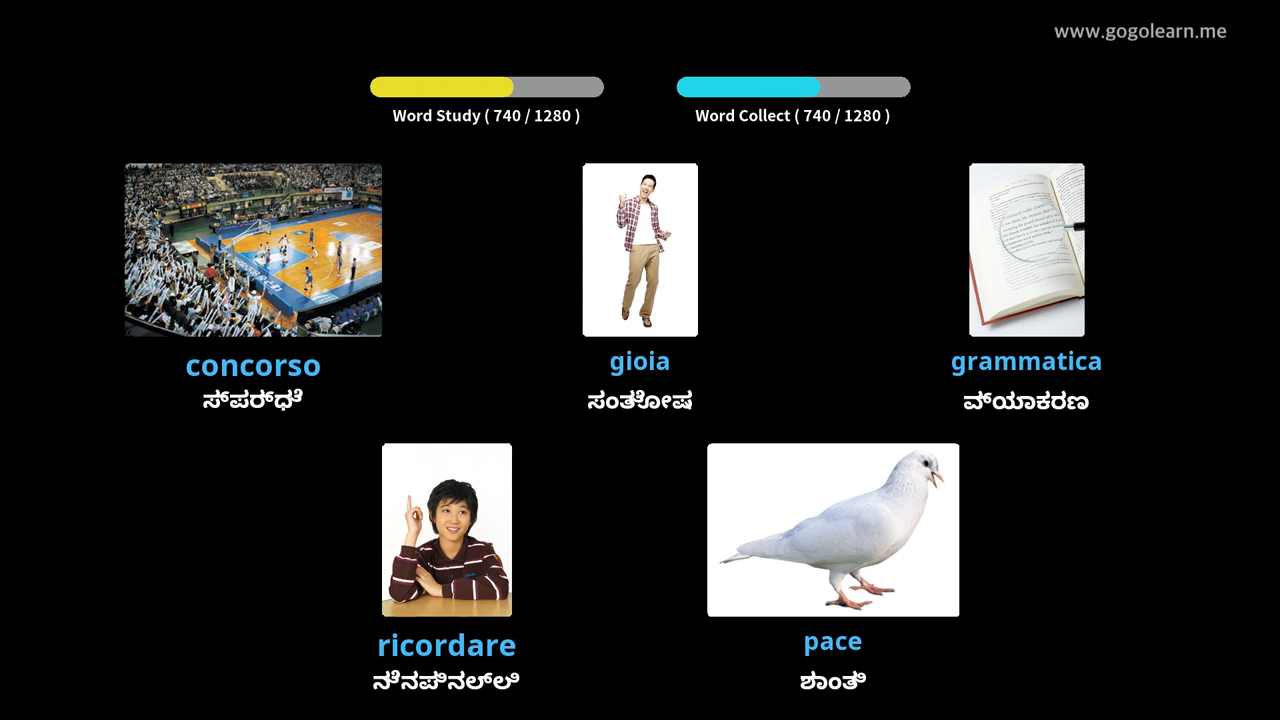 www.gogolearn.me
Word Study ( 740 / 1280 )
Word Collect ( 740 / 1280 )
concorso
ಸ್ಪರ್ಧೆ
gioia
ಸಂತೋಷ
grammatica
ವ್ಯಾಕರಣ
ricordare
ನೆನಪಿನಲ್ಲಿ
pace
ಶಾಂತಿ